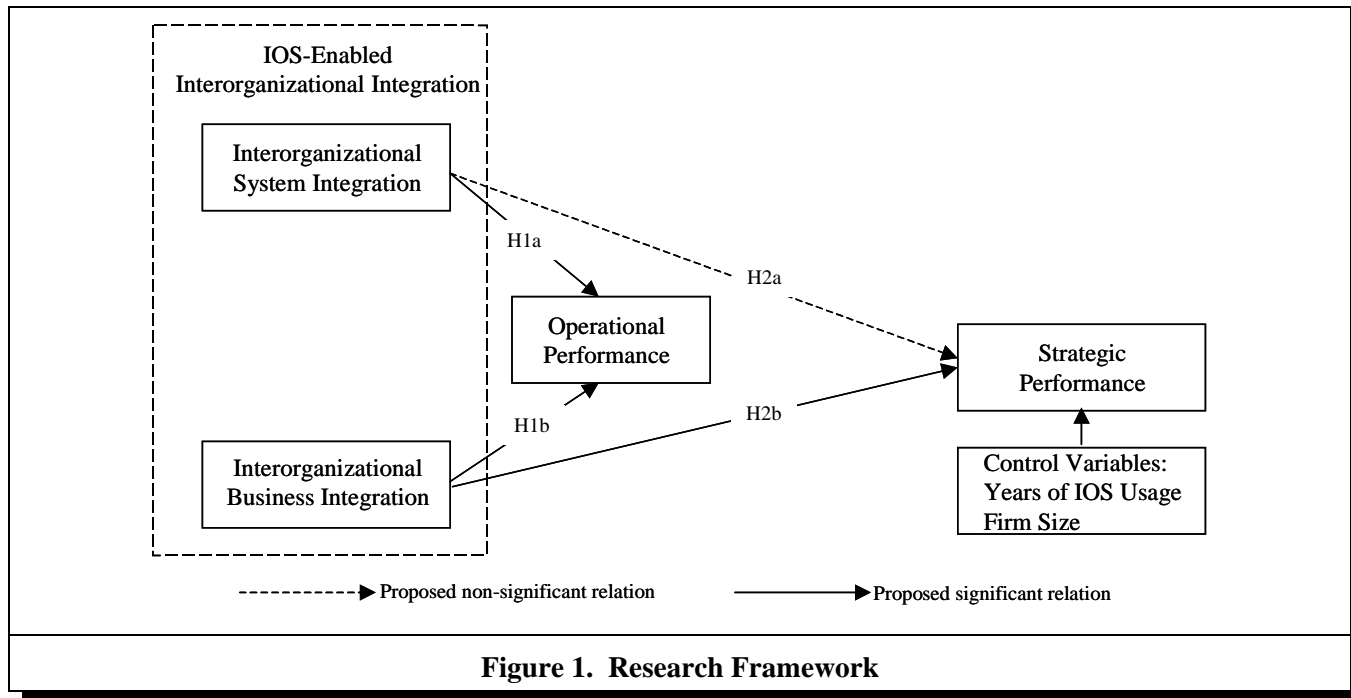 IOS-Enabled
Interorganizational Integration
Interorganizational
System Integration
H1a
H2a
Operational
Performance
Strategic
Performance
H1b
H2b
Interorganizational
Business Integration
Control Variables:
Years of IOS Usage
Firm Size
Proposed non-significant relation
Proposed significant relation
Figure 1. Research Framework